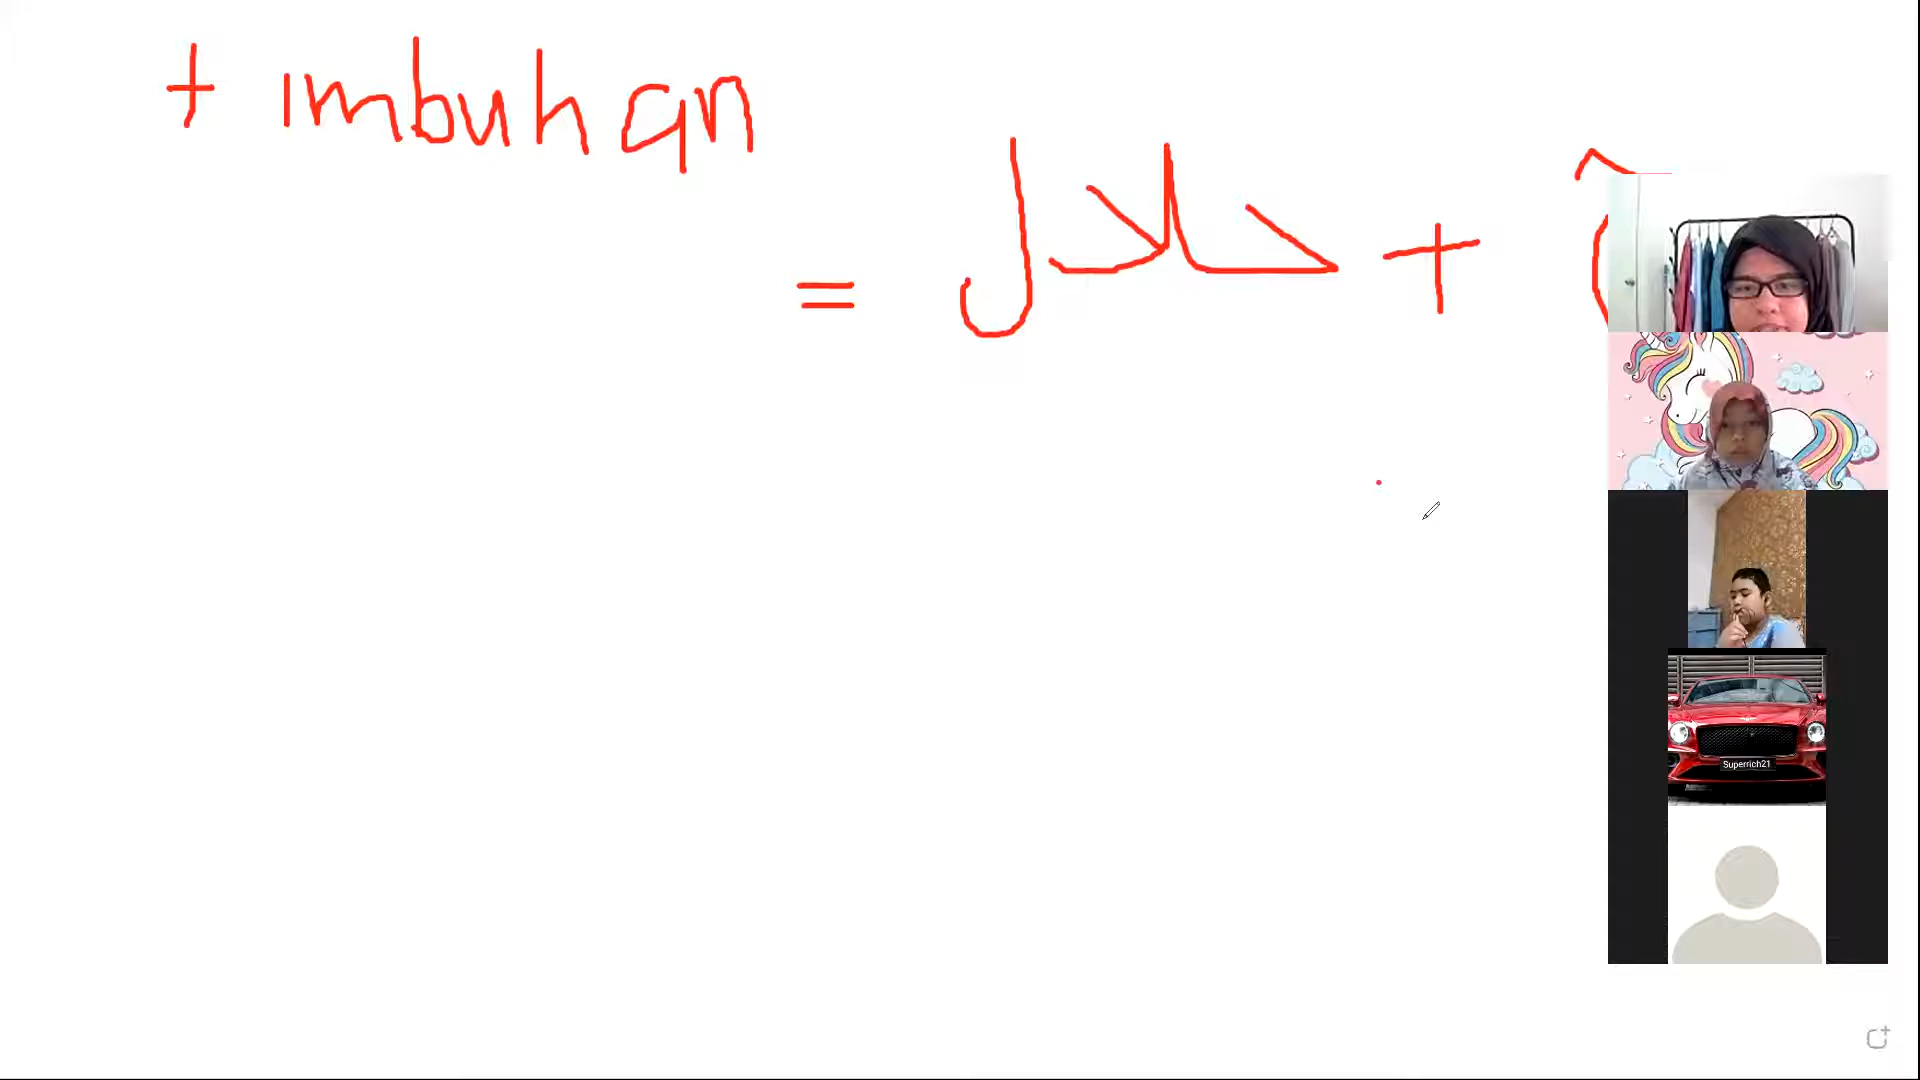 + imbuhan
= حلال +
Superrich21